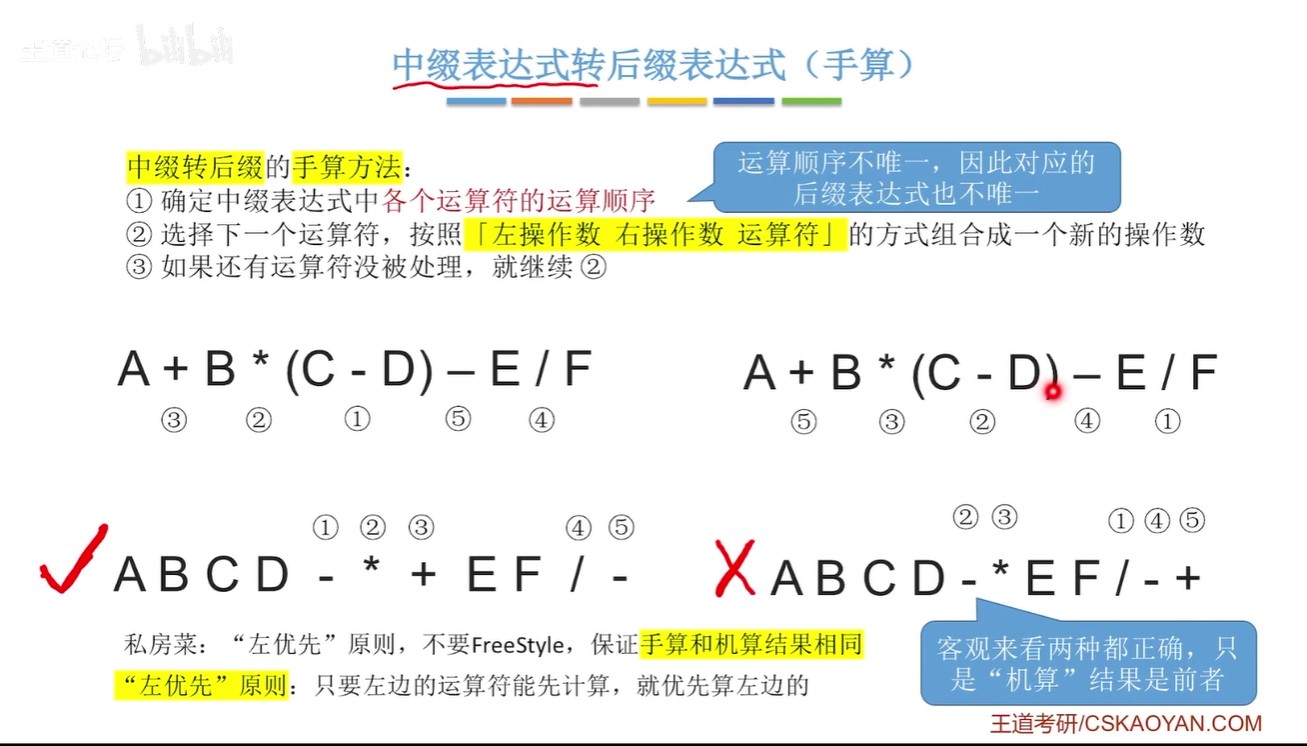 bilibili
中缀表达式转后缀表达式（手算）
中缀转后缀的手算方法：
① 确定中缀表达式中各个运算符的运算顺序
② 选择下一个运算符，按照「左操作数 右操作数 运算符」的方式组合成一个新的操作数
③ 如果还有运算符没被处理，就继续 ②
运算顺序不唯一，因此对应的
后缀表达式也不唯一
A + B * (C - D) – E / F
③ ② ① ⑤ ④
A + B * (C - D) – E / F
⑤ ③ ② ④ ①
① ② ③ ④ ⑤
A B C D - * + E F / -
② ③ ① ④ ⑤
A B C D - * E F / - +
私房菜：“左优先”原则，不要FreeStyle，保证手算和机算结果相同
“左优先”原则：只要左边的运算符能先计算，就优先算左边的
客观来看两种都正确，只
是“机算”结果是前者
王道考研/CSKAOYAN.COM